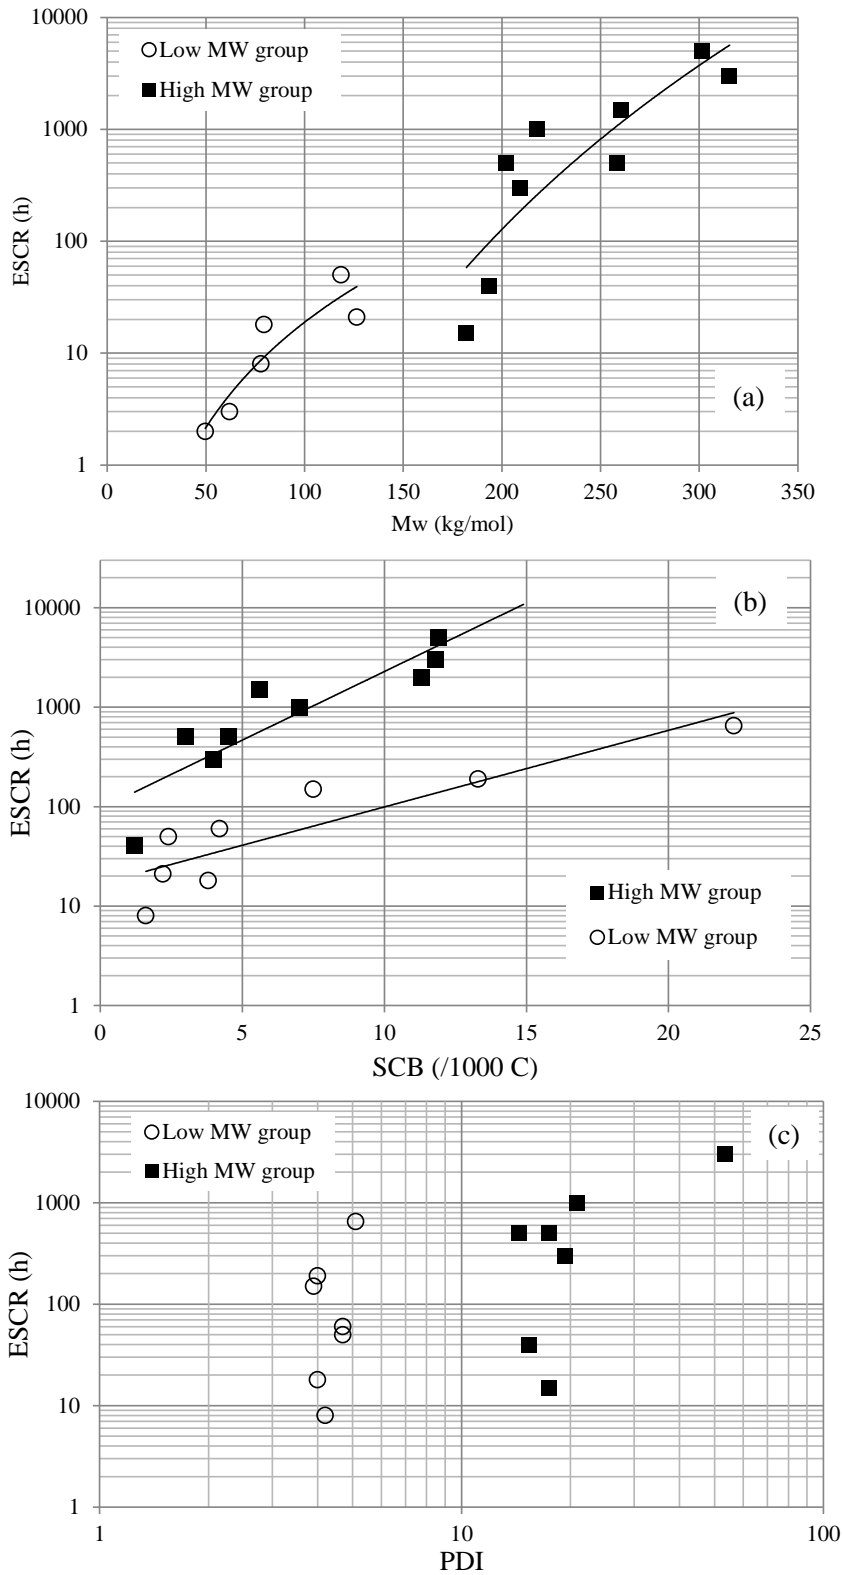 10000
Low MW group
High MW group
1000
ESCR (h)
100
10
(a)
1
0 50 100 150 200 250 300 350
Mw (kg/mol)
(b)
10000
1000
ESCR (h)
100
High MW group
10
Low MW group
1
0 5 10 15 20 25
SCB (/1000 C)
10000
Low MW group
(c)
High MW group
1000
ESCR (h)
100
10
1
1 10 100
PDI